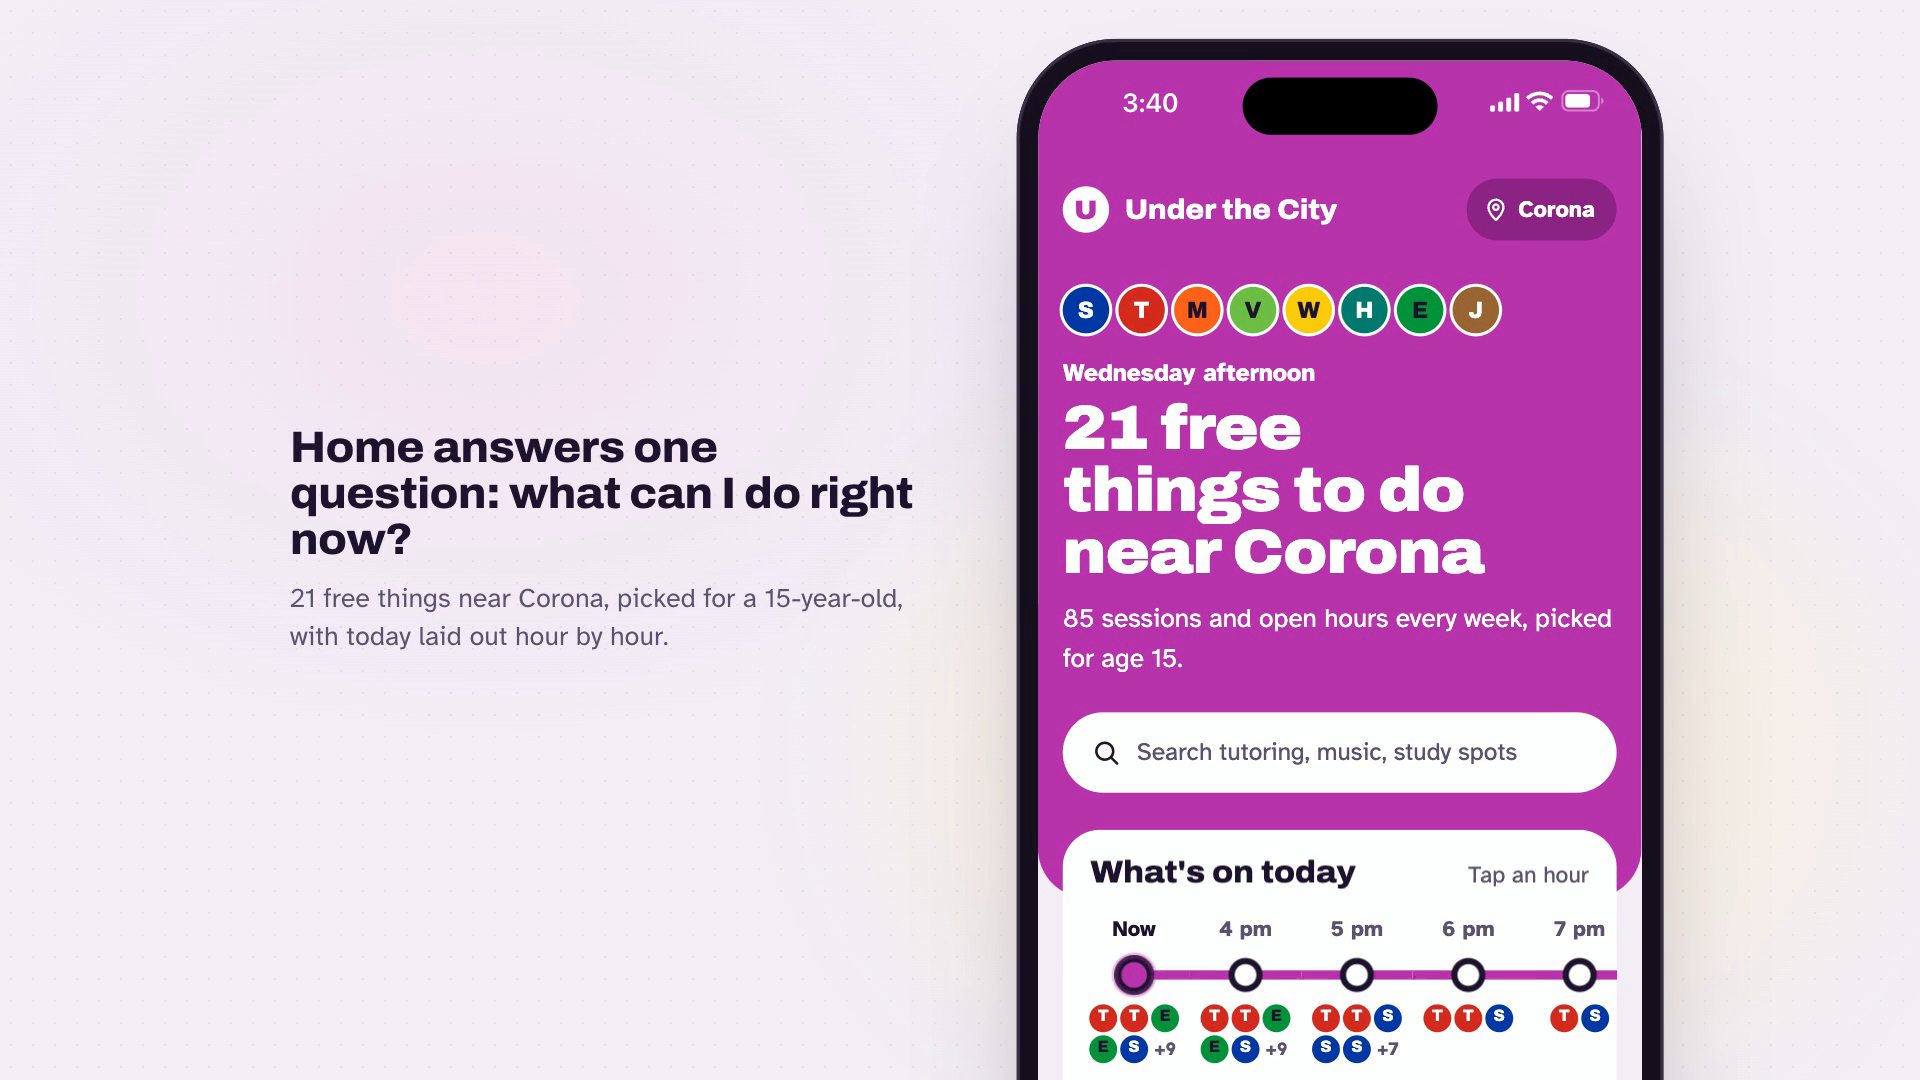 Home answers one
question: what can I do right
now?
21 free things near Corona, picked for a 15-year-old,
with today laid out hour by hour.
3:40
U Under the City
Corona
S T M V W H E J
Wednesday afternoon
21 free
things to do
near Corona
85 sessions and open hours every week, picked
for age 15.
Search tutoring, music, study spots
What's on today
Tap an hour
Now 4 pm 5 pm 6 pm 7 pm
T T E T T E T T S T T S T S
E S +9 E S +9 S S +7